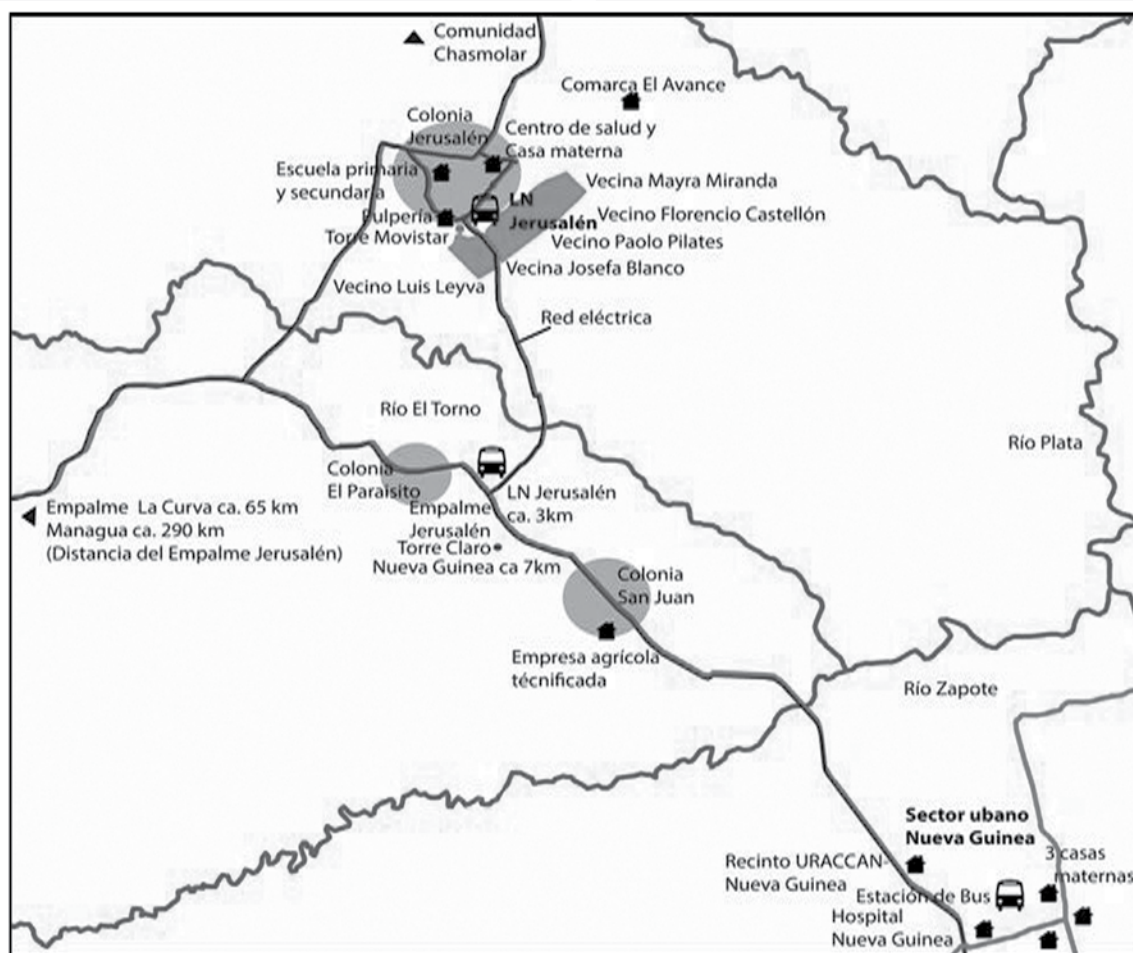 Comunidad
Chasmolar
Comarca El Avance
Colonia
Jerusalén
Centro de salud y
Casa materna
Escuela primaria
y secundaria
Vecina Mayra Miranda
Pulpería
LN
Jerusalén
Vecino Florencio Castellón
Torre Movistar
Vecino Paolo Pilates
Vecina Josefa Blanco
Vecino Luis Leyva
Red eléctrica
Río El Torno
Río Plata
Colonia
El Paraisito
LN Jerusalén
ca. 3km
Empalme La Curva ca. 65 km
Managua ca. 290 km
(Distancia del Empalme Jerusalén)
Empalme
Jerusalén
Torre Claro
Nueva Guinea ca 7km
Colonia
San Juan
Empresa agrícola
técnificada
Río Zapote
Sector ubano
Nueva Guinea
3 casas
maternas
Recinto URACCAN-
Nueva Guinea
Estación de Bus
Hospital
Nueva Guinea